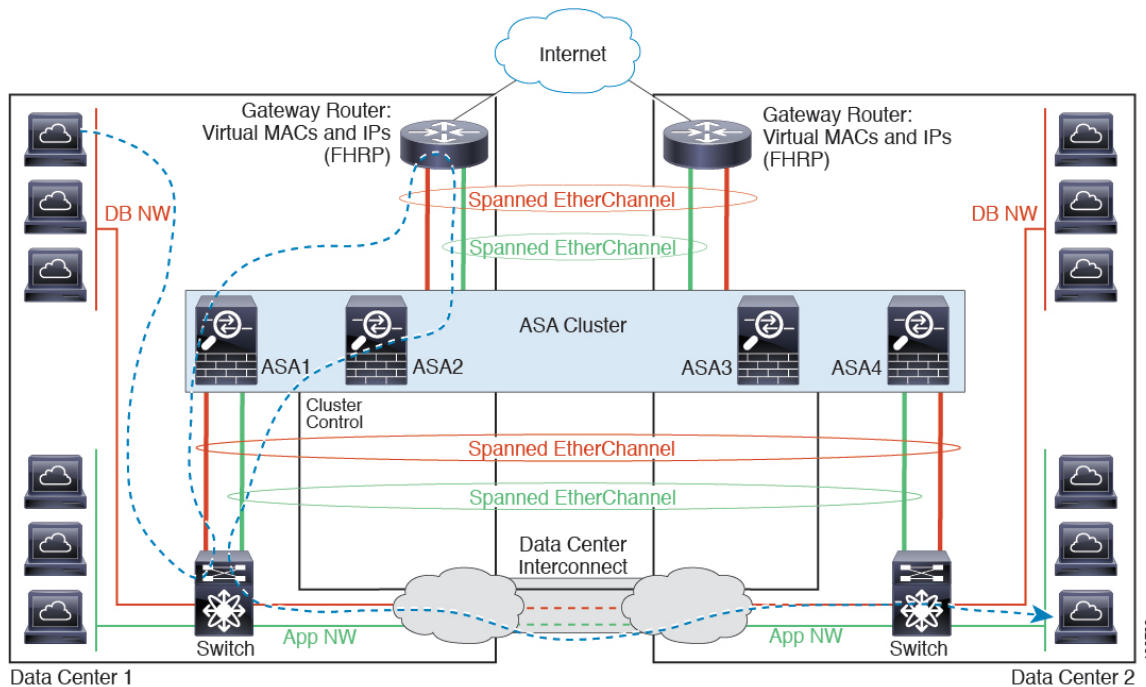 Internet
Gateway Router:
Virtual MACs and IPs
(FHRP)
Gateway Router:
Virtual MACs and IPs
(FHRP)
DB NW
Spanned EtherChannel
DB NW
Spanned EtherChannel
ASA Cluster
ASA1
ASA2
ASA3
ASA4
Cluster
Control
Spanned EtherChannel
Spanned EtherChannel
Data Center
Interconnect
App NW
App NW
Switch
Switch
Data Center 1
Data Center 2